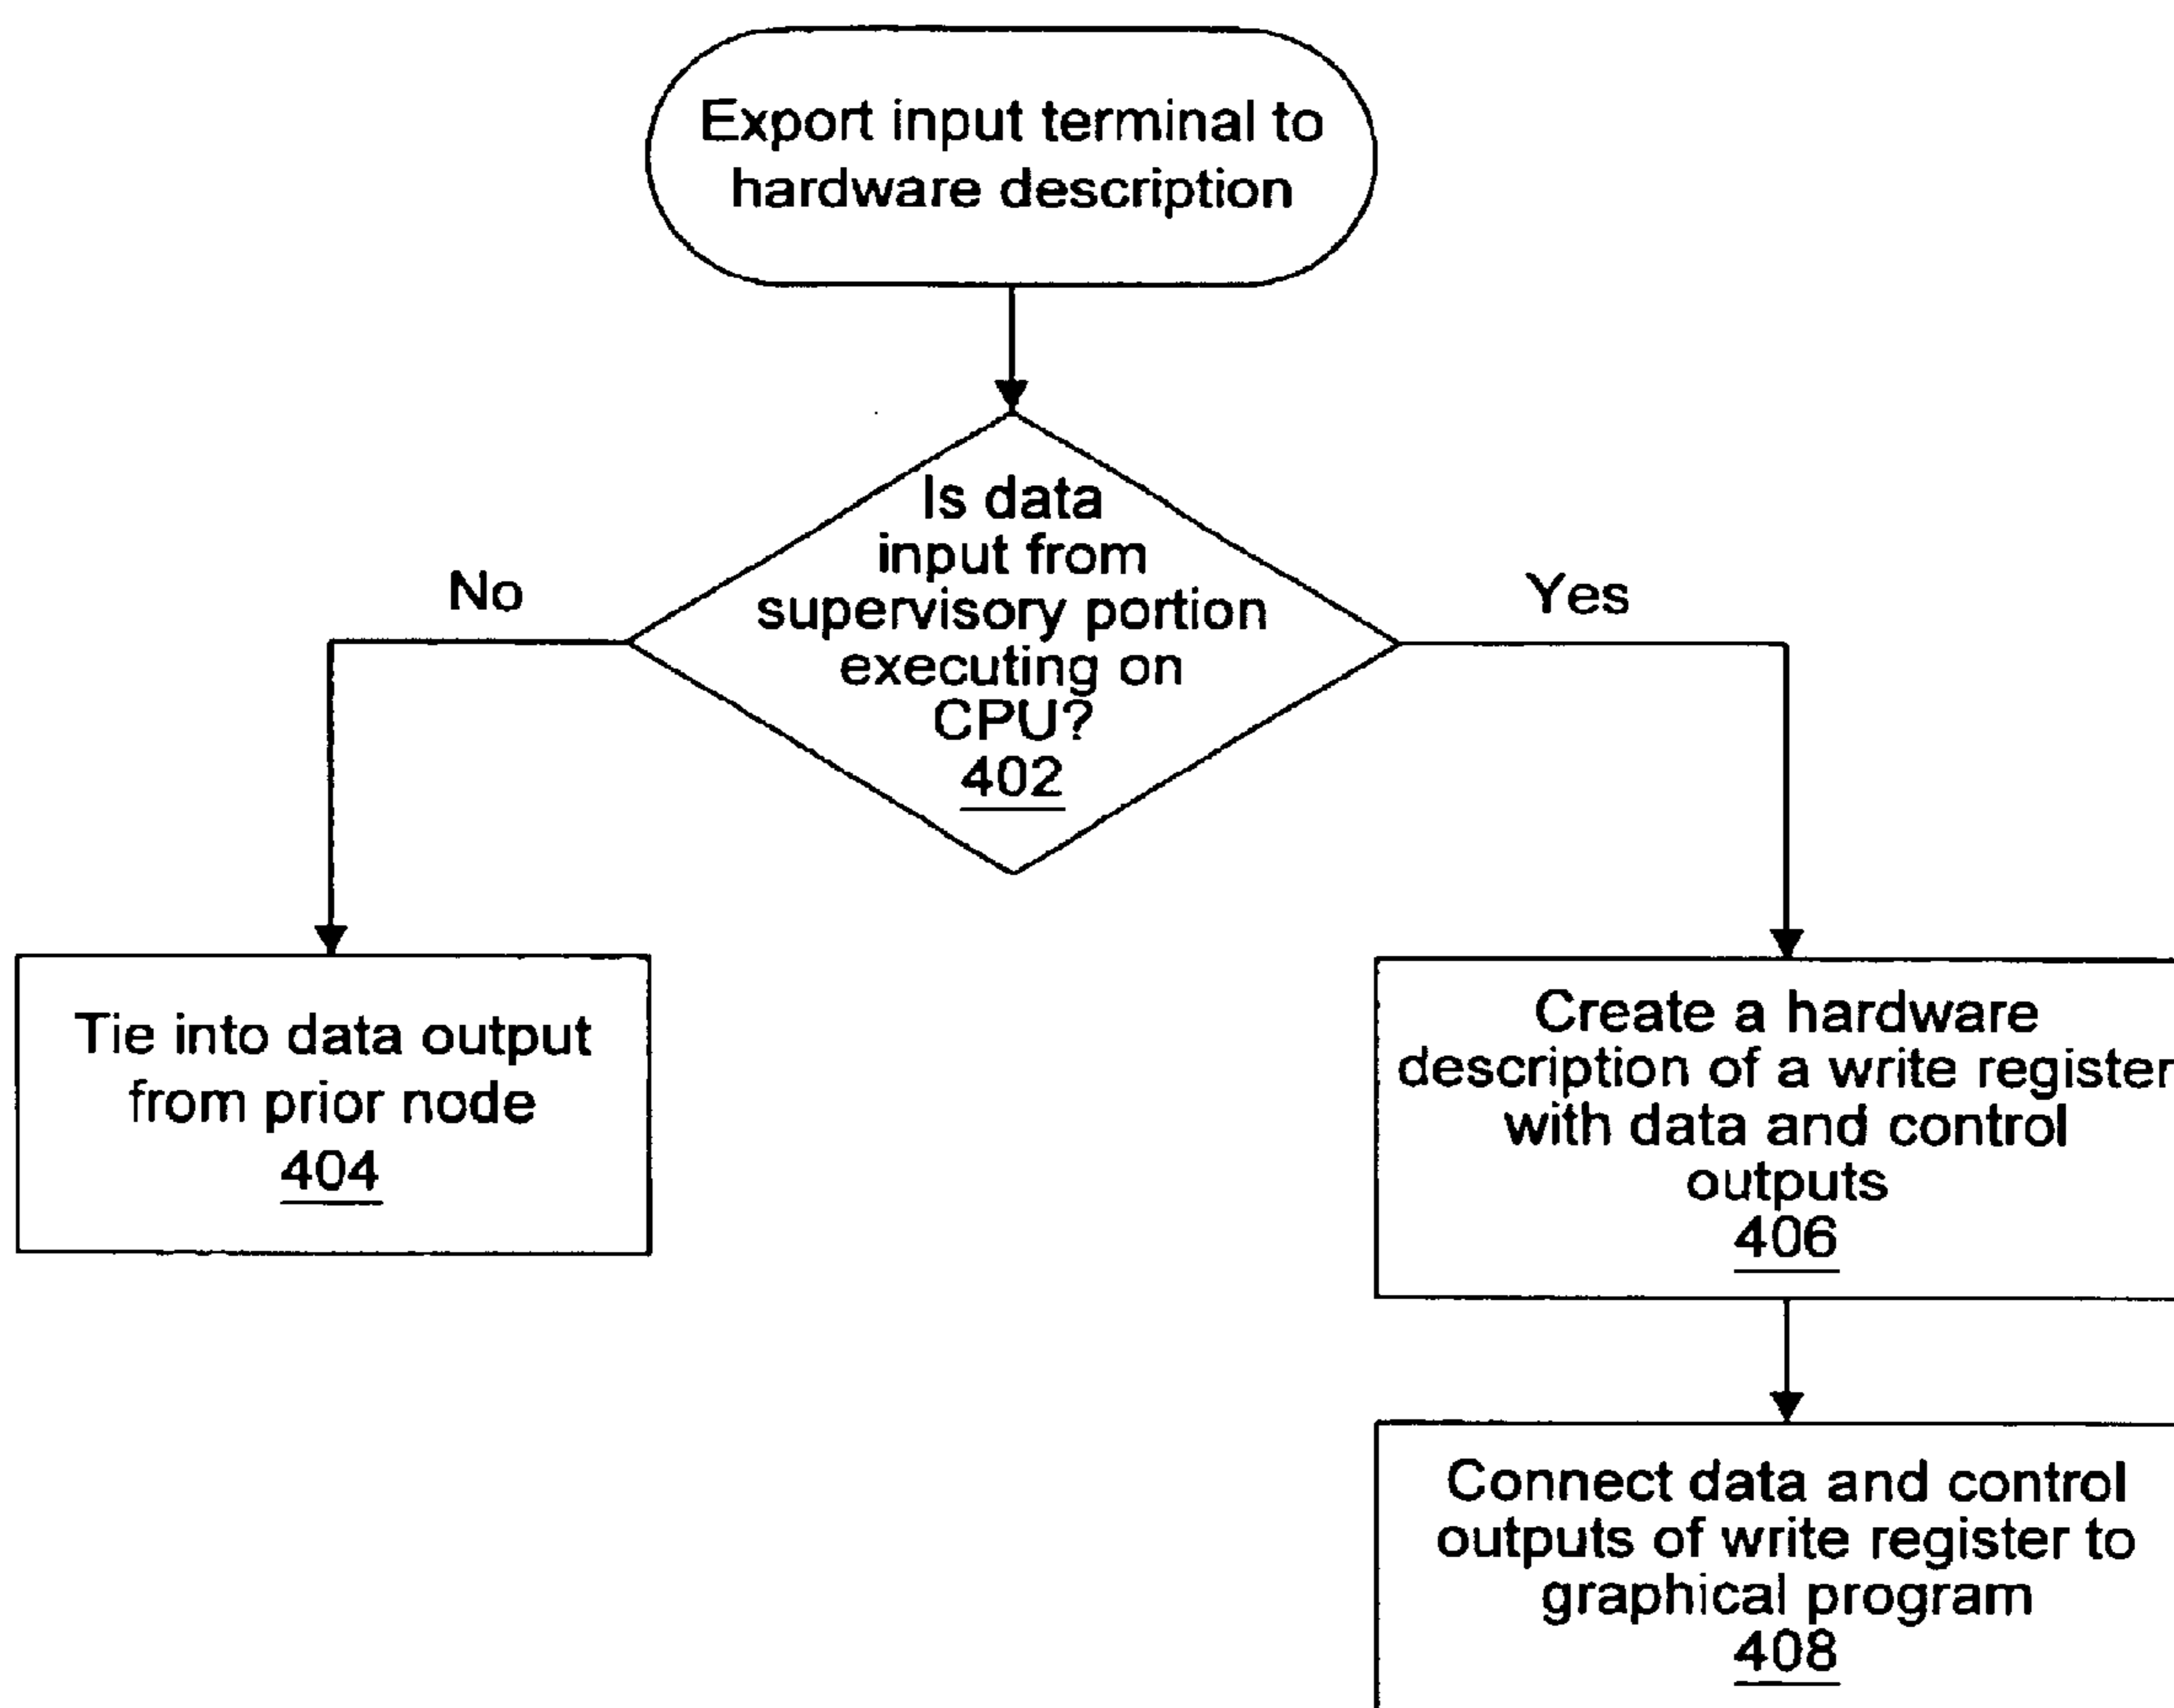 Export input terminal to
hardware description
Is data
input from
supervisory portion
executing on
CPU?
402
No
Yes
Tie into data output
from prior node
404
Create a hardware
description of a write register
with data and control
outputs
406
Connect data and control
outputs of write register to
graphical program
408